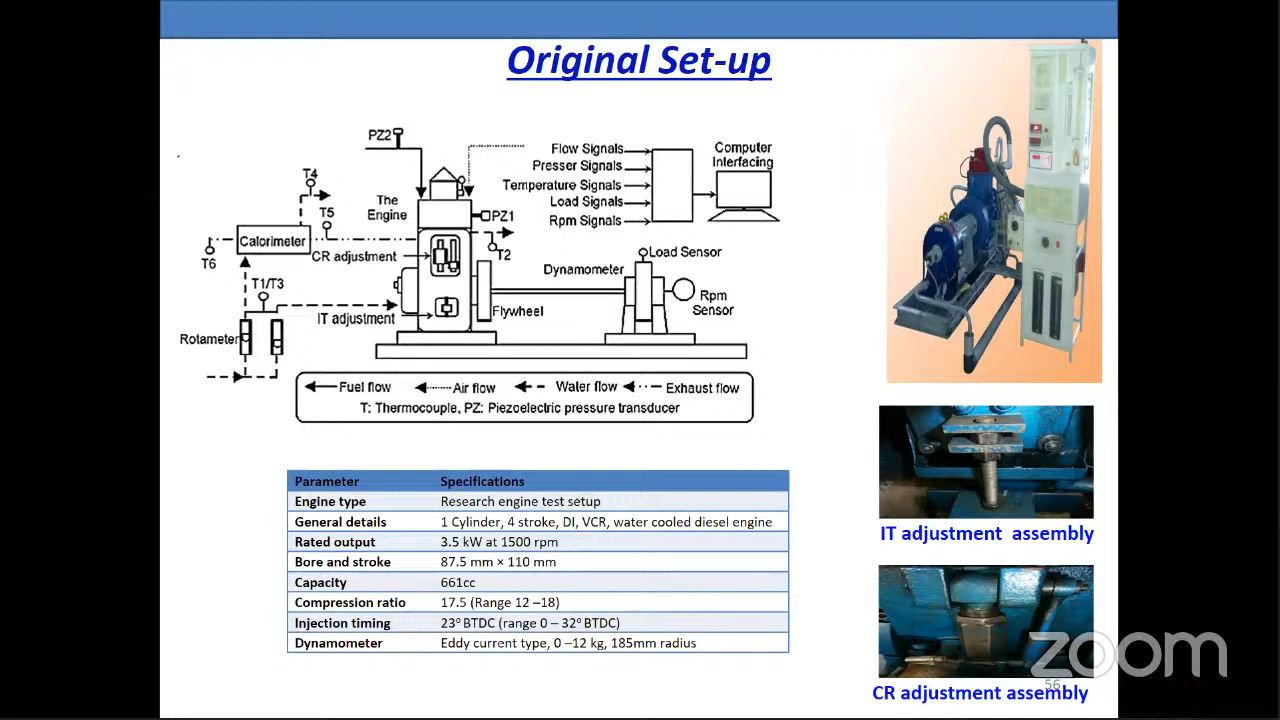 Original Set-up
PZ2
Flow Signals
Presser Signals
Temperature Signals
Load Signals
Rpm Signals
Computer
Interfacing
T4
The
Engine
T5
PZ1
Calorimeter
T6
CR adjustment
T2
Load Sensor
Dynamometer
T1/T3
Rpm
Sensor
Flywheel
IT adjustment
Rotameter
Fuel flow Air flow Water flow Exhaust flow
T: Thermocouple, PZ: Piezoelectric pressure transducer
Parameter Specifications
Engine type Research engine test setup
General details 1 Cylinder, 4 stroke, DI, VCR, water cooled diesel engine
Rated output 3.5 kW at 1500 rpm
Bore and stroke 87.5 mm × 110 mm
Capacity 661cc
Compression ratio 17.5 (Range 12 –18)
Injection timing 23° BTDC (range 0 – 32° BTDC)
Dynamometer Eddy current type, 0 –12 kg, 185mm radius
IT adjustment assembly
CR adjustment assembly
56
zoom